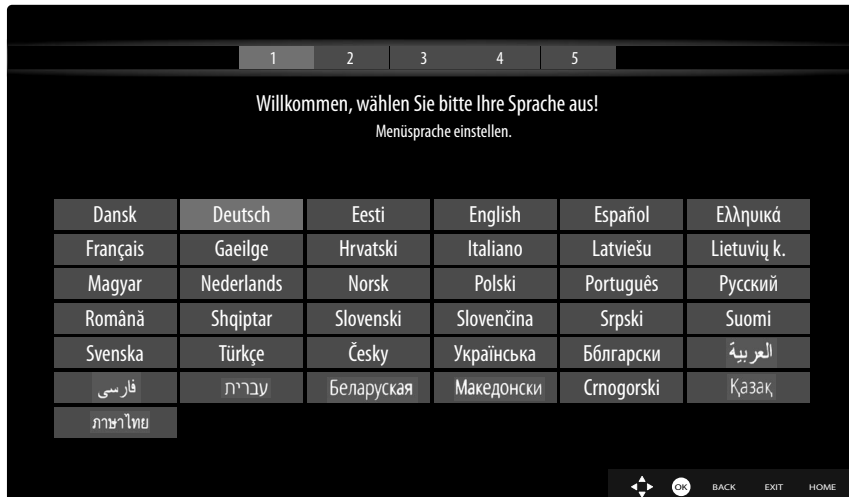 1 2 3 4 5
Willkommen, wählen Sie bitte Ihre Sprache aus!
Menüsprache einstellen.
Dansk Deutsch Eesti English Español Ελληυικά
Français Gaeilge Hrvatski Italiano Latviešu Lietuvių k.
Magyar Nederlands Norsk Polski Português Русский
Română Shqiptar Slovenski Slovenčina Srpski Suomi
Svenska Türkçe Česky Українська Бблгарски العربية
فارسی עברית Беларуская Македонски Crnogorski Қазақ
ภาษาไทย
OK BACK EXIT HOME